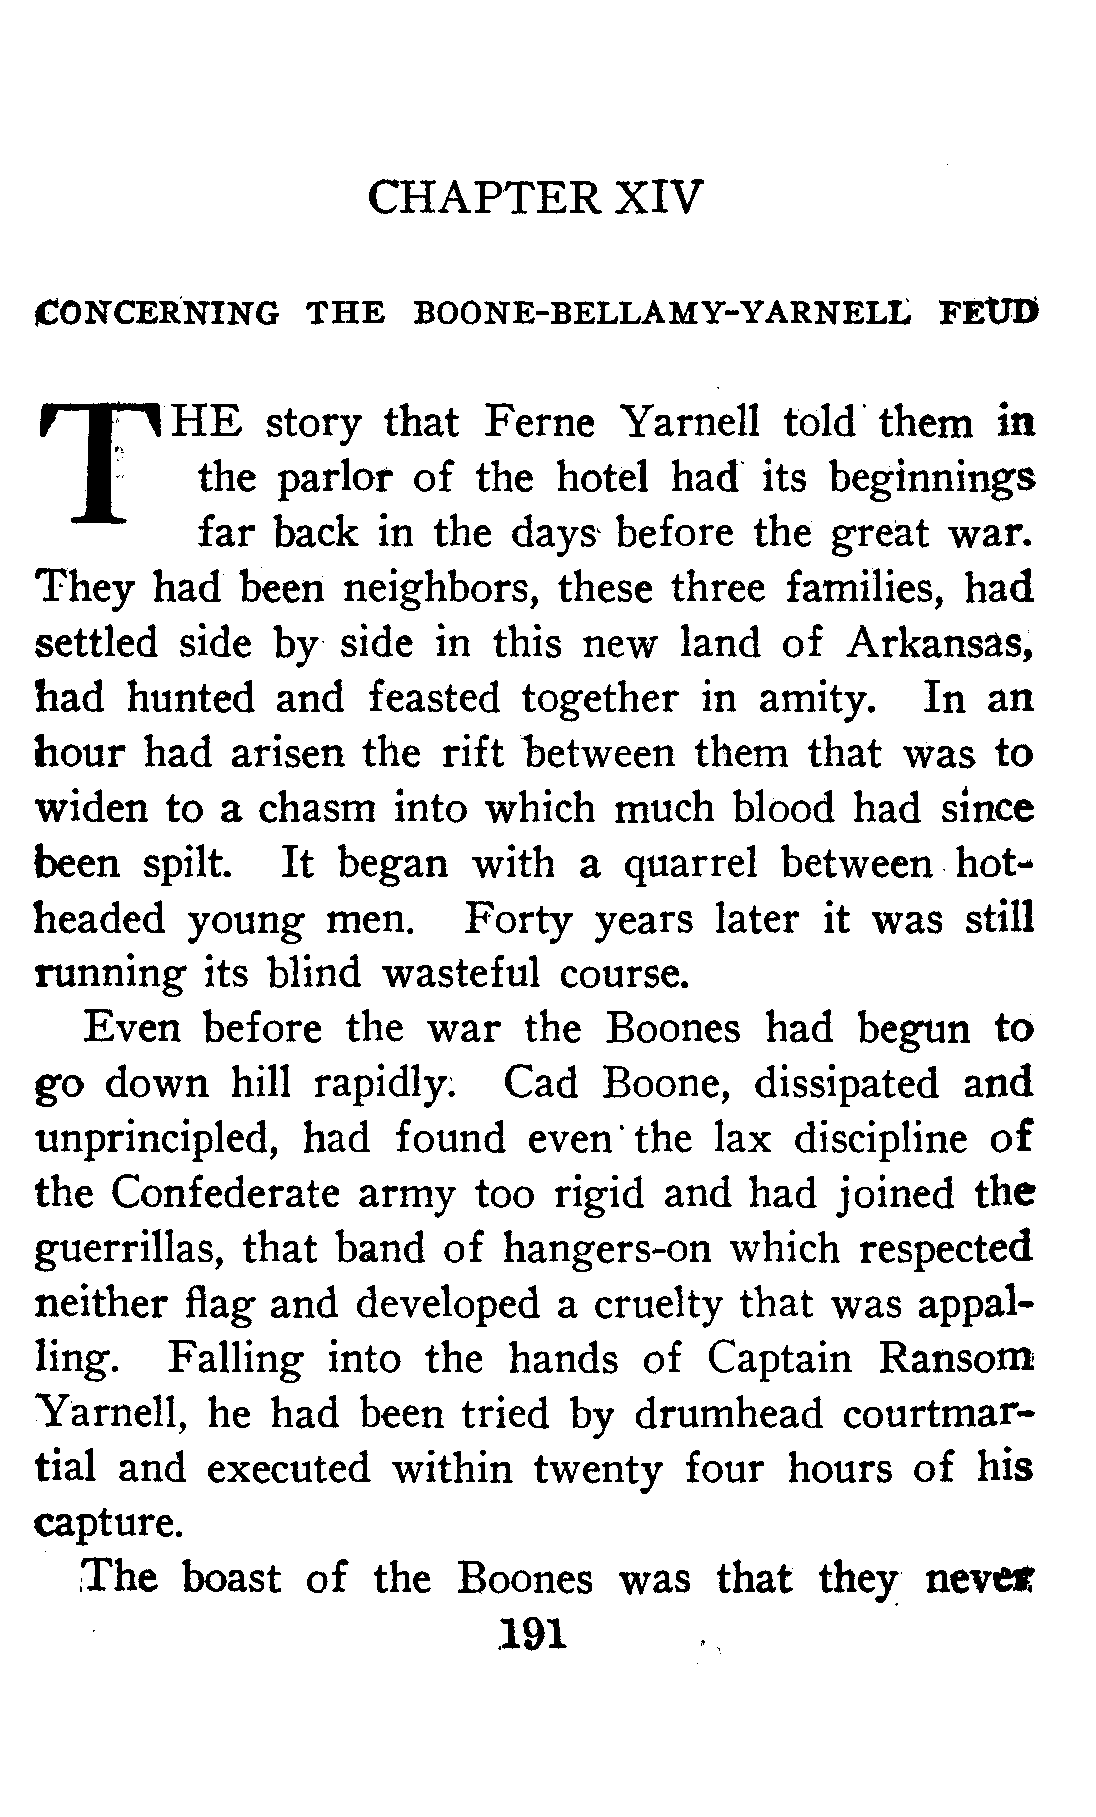 CHAPTER XIV
CONCERNING THE BOONE-BELLAMY-YARNELL FEUD
THE story that Ferne Yarnell told them in
the parlor of the hotel had its beginnings
far back in the days before the great war.
They had been neighbors, these three families, had
settled side by side in this new land of Arkansas,
had hunted and feasted together in amity. In an
hour had arisen the rift between them that was to
widen to a chasm into which much blood had since
been spilt. It began with a quarrel between hot-
headed young men. Forty years later it was still
running its blind wasteful course.
Even before the war the Boones had begun to
go down hill rapidly. Cad Boone, dissipated and
unprincipled, had found even the lax discipline of
the Confederate army too rigid and had joined the
guerrillas, that band of hangers-on which respected
neither flag and developed a cruelty that was appal-
ling. Falling into the hands of Captain Ransom
Yarnell, he had been tried by drumhead courtmar-
tial and executed within twenty four hours of his
capture.
The boast of the Boones was that they never
191